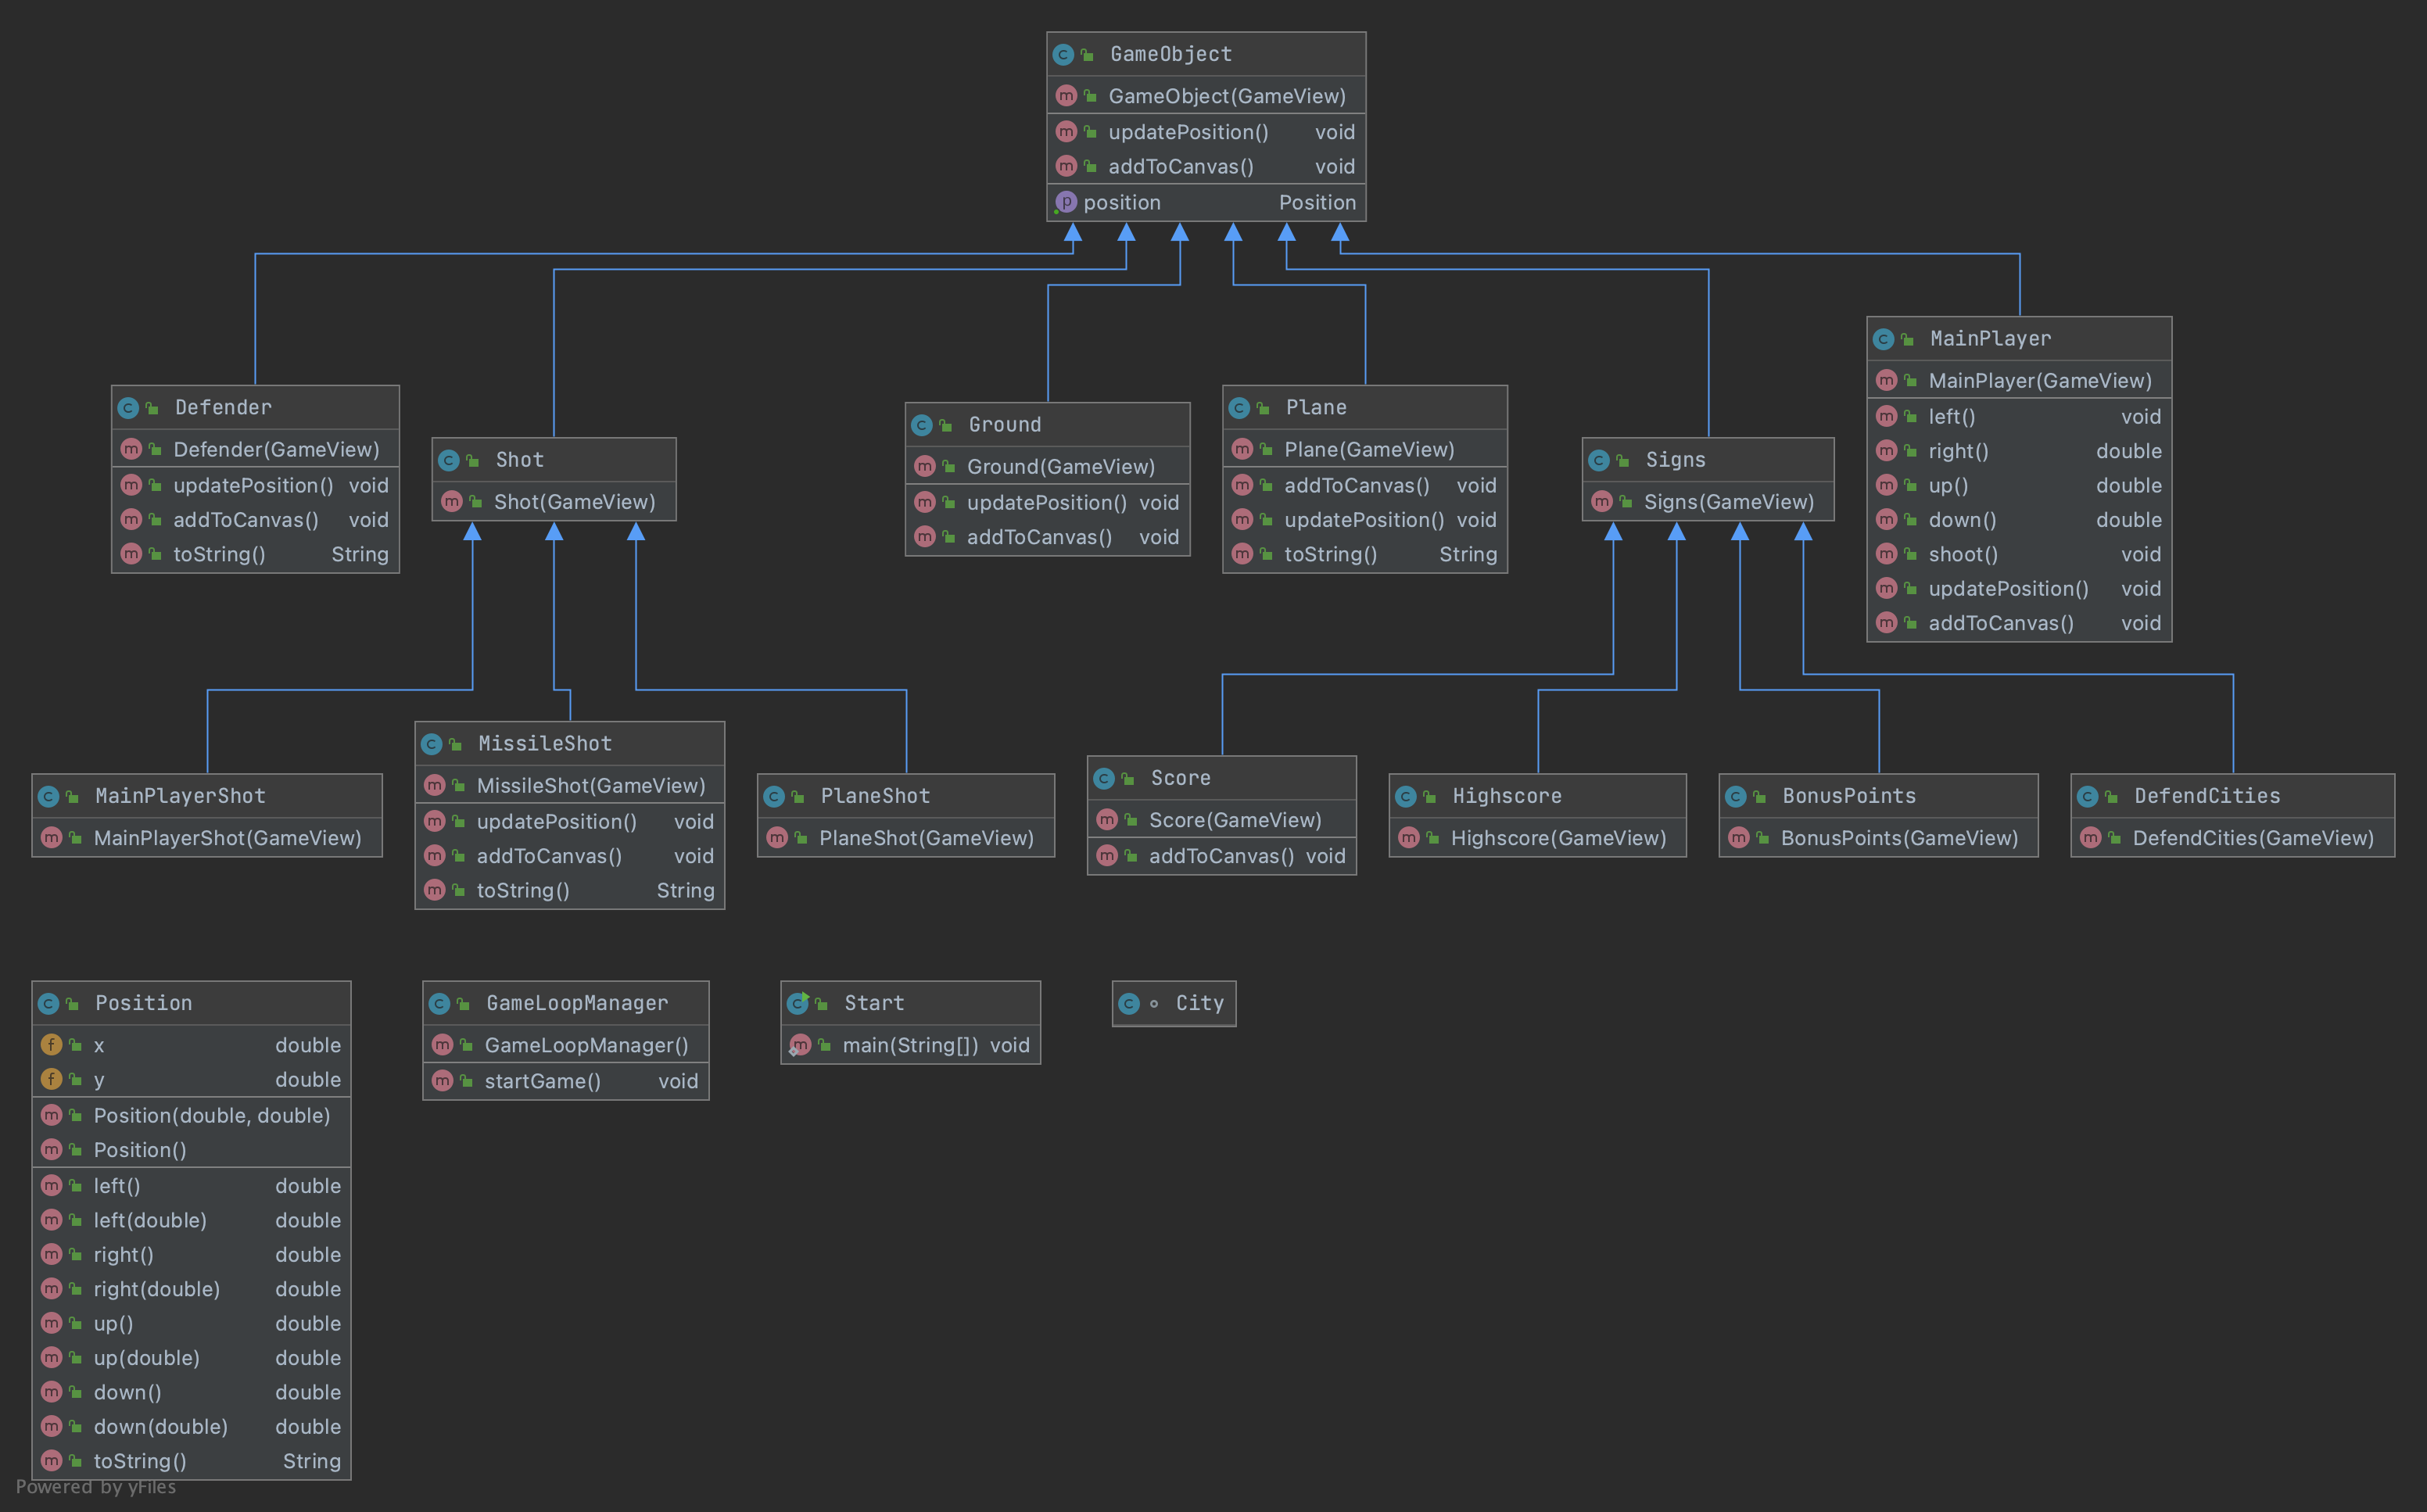 GameObject
GameObject(GameView)
updatePosition() void
addToCanvas() void
position Position
Defender
Defender(GameView)
updatePosition() void
addToCanvas() void
toString() String
Shot
Shot(GameView)
Ground
Ground(GameView)
updatePosition() void
addToCanvas() void
Plane
Plane(GameView)
addToCanvas() void
updatePosition() void
toString() String
Signs
Signs(GameView)
MainPlayer
MainPlayer(GameView)
left() void
right() double
up() double
down() double
shoot() void
updatePosition() void
addToCanvas() void
MainPlayerShot
MainPlayerShot(GameView)
MissileShot
MissileShot(GameView)
updatePosition() void
addToCanvas() void
toString() String
PlaneShot
PlaneShot(GameView)
Score
Score(GameView)
addToCanvas() void
Highscore
Highscore(GameView)
BonusPoints
BonusPoints(GameView)
DefendCities
DefendCities(GameView)
Position
x double
y double
Position(double, double)
Position()
left() double
left(double) double
right() double
right(double) double
up() double
up(double) double
down() double
down(double) double
toString() String
GameLoopManager
GameLoopManager()
startGame() void
Start
main(String[]) void
City
Powered by yFiles